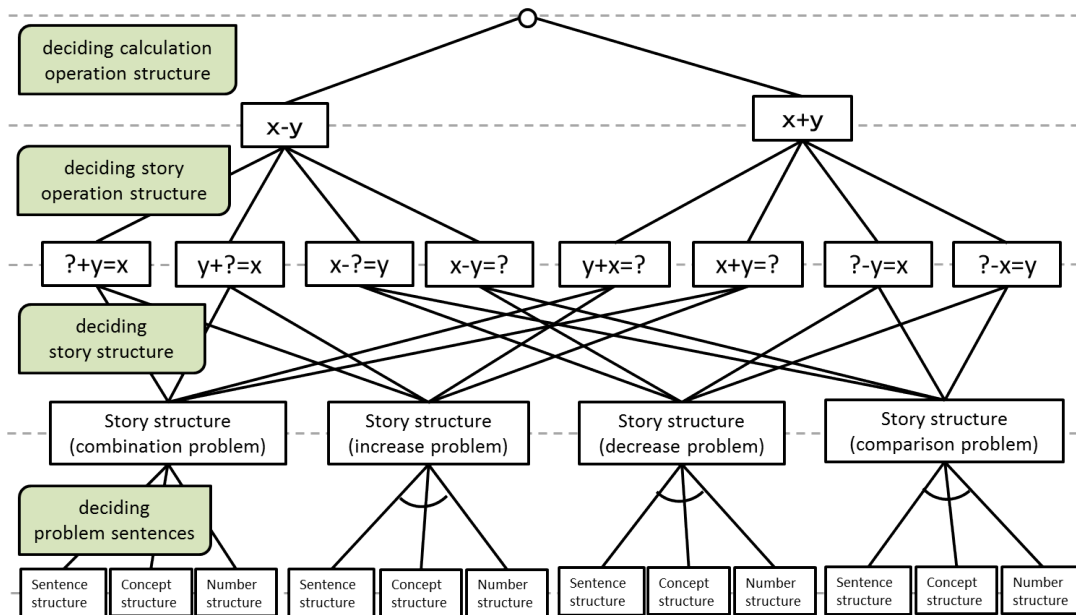 deciding calculation
operation structure
x-y
x+y
deciding story
operation structure
?+y=x
y+?=x
x-?=y
x-y=?
y+x=?
x+y=?
?-y=x
?-x=y
deciding
story structure
Story structure
(combination problem)
Story structure
(increase problem)
Story structure
(decrease problem)
Story structure
(comparison problem)
deciding
problem sentences
Sentence
structure
Concept
structure
Number
structure
Sentence
structure
Concept
structure
Number
structure
Sentence
structure
Concept
structure
Number
structure
Sentence
structure
Concept
structure
Number
structure